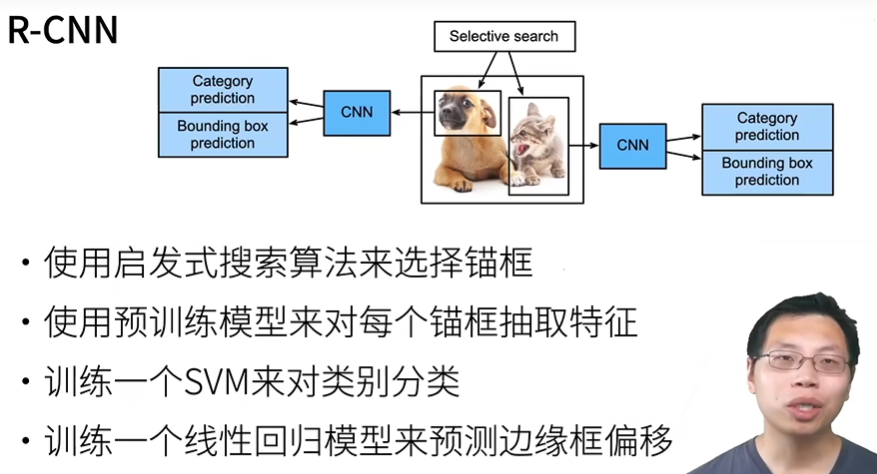 R-CNN
Selective search
Category
prediction
Bounding box
prediction
CNN
CNN
Category
prediction
Bounding box
prediction
• 使用启发式搜索算法来选择锚框
• 使用预训练模型来对每个锚框抽取特征
• 训练一个SVM来对类别分类
• 训练一个线性回归模型来预测边缘框偏移